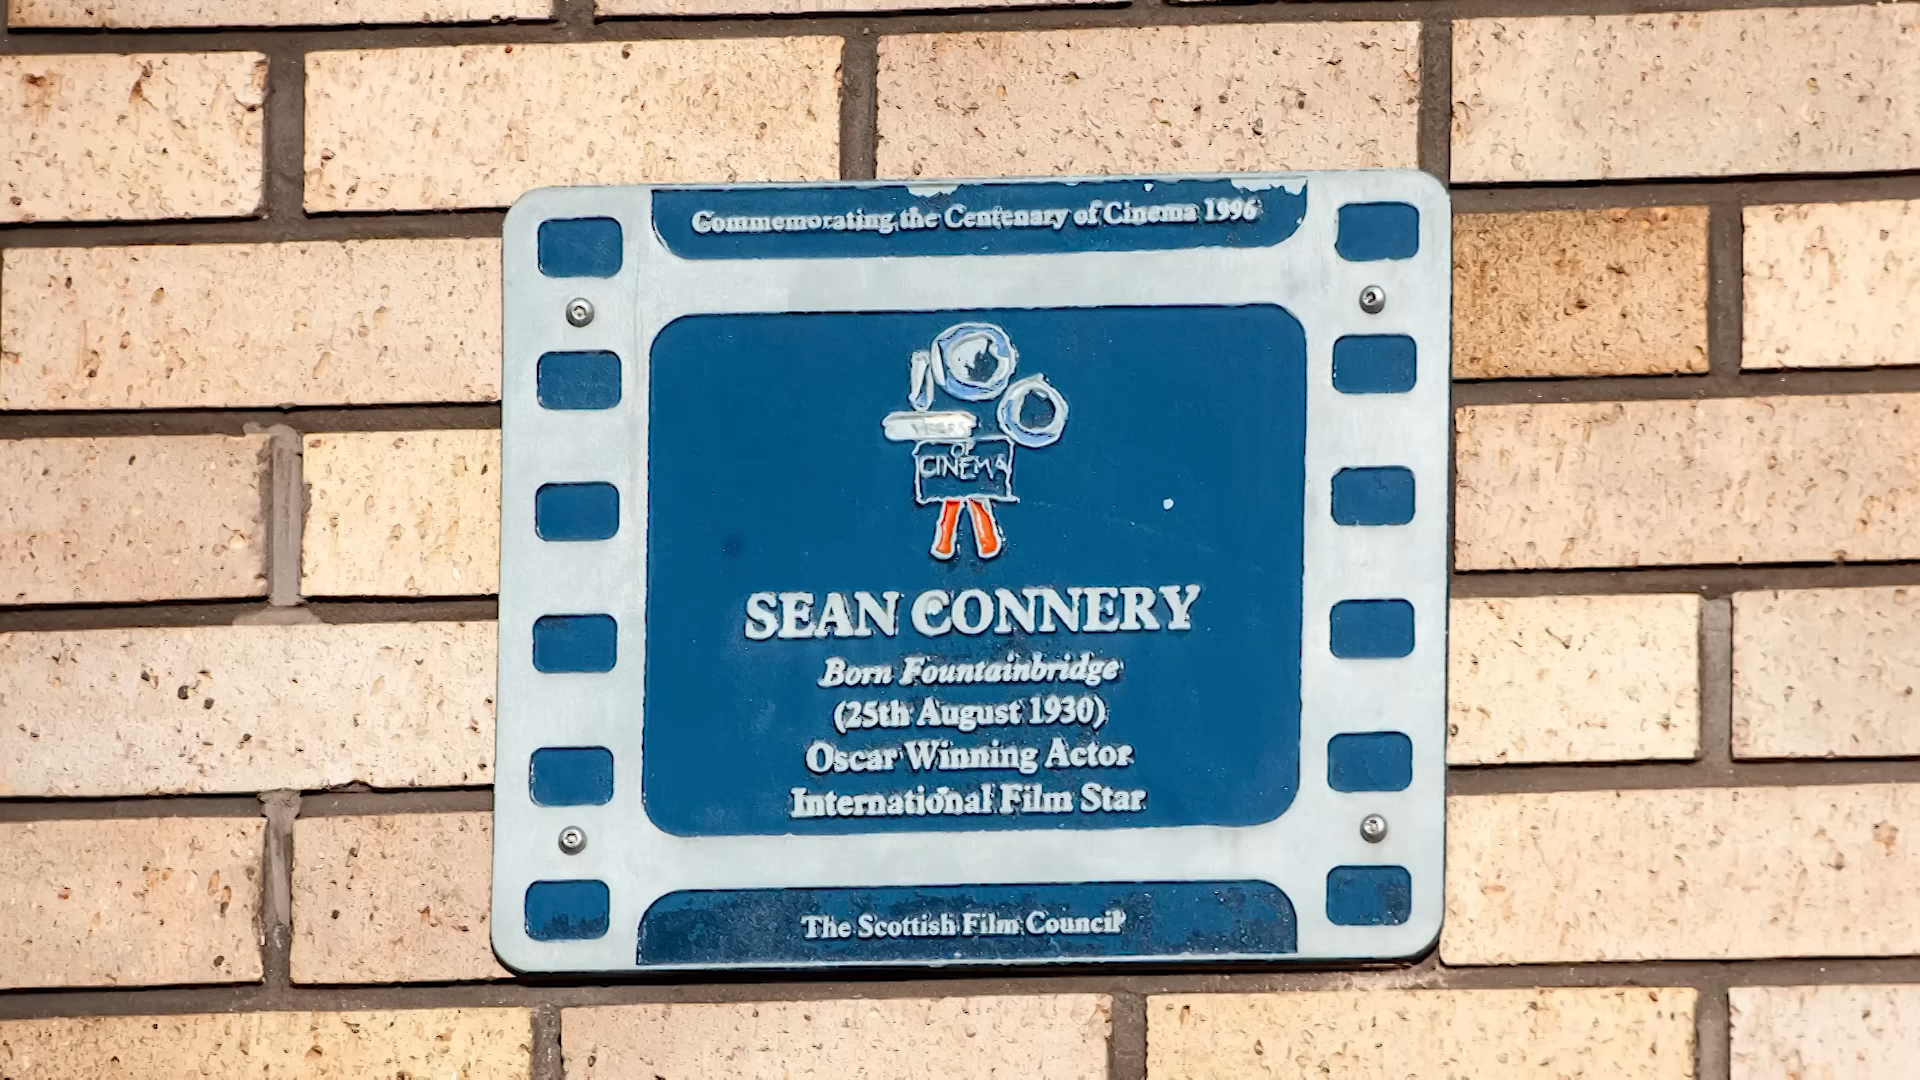 Commemorating the Centenary of Cinema 1996
YEARS
OF
CINEMA
SEAN CONNERY
Born Fountainbridge
(25th August 1930)
Oscar Winning Actor
International Film Star
The Scottish Film Council